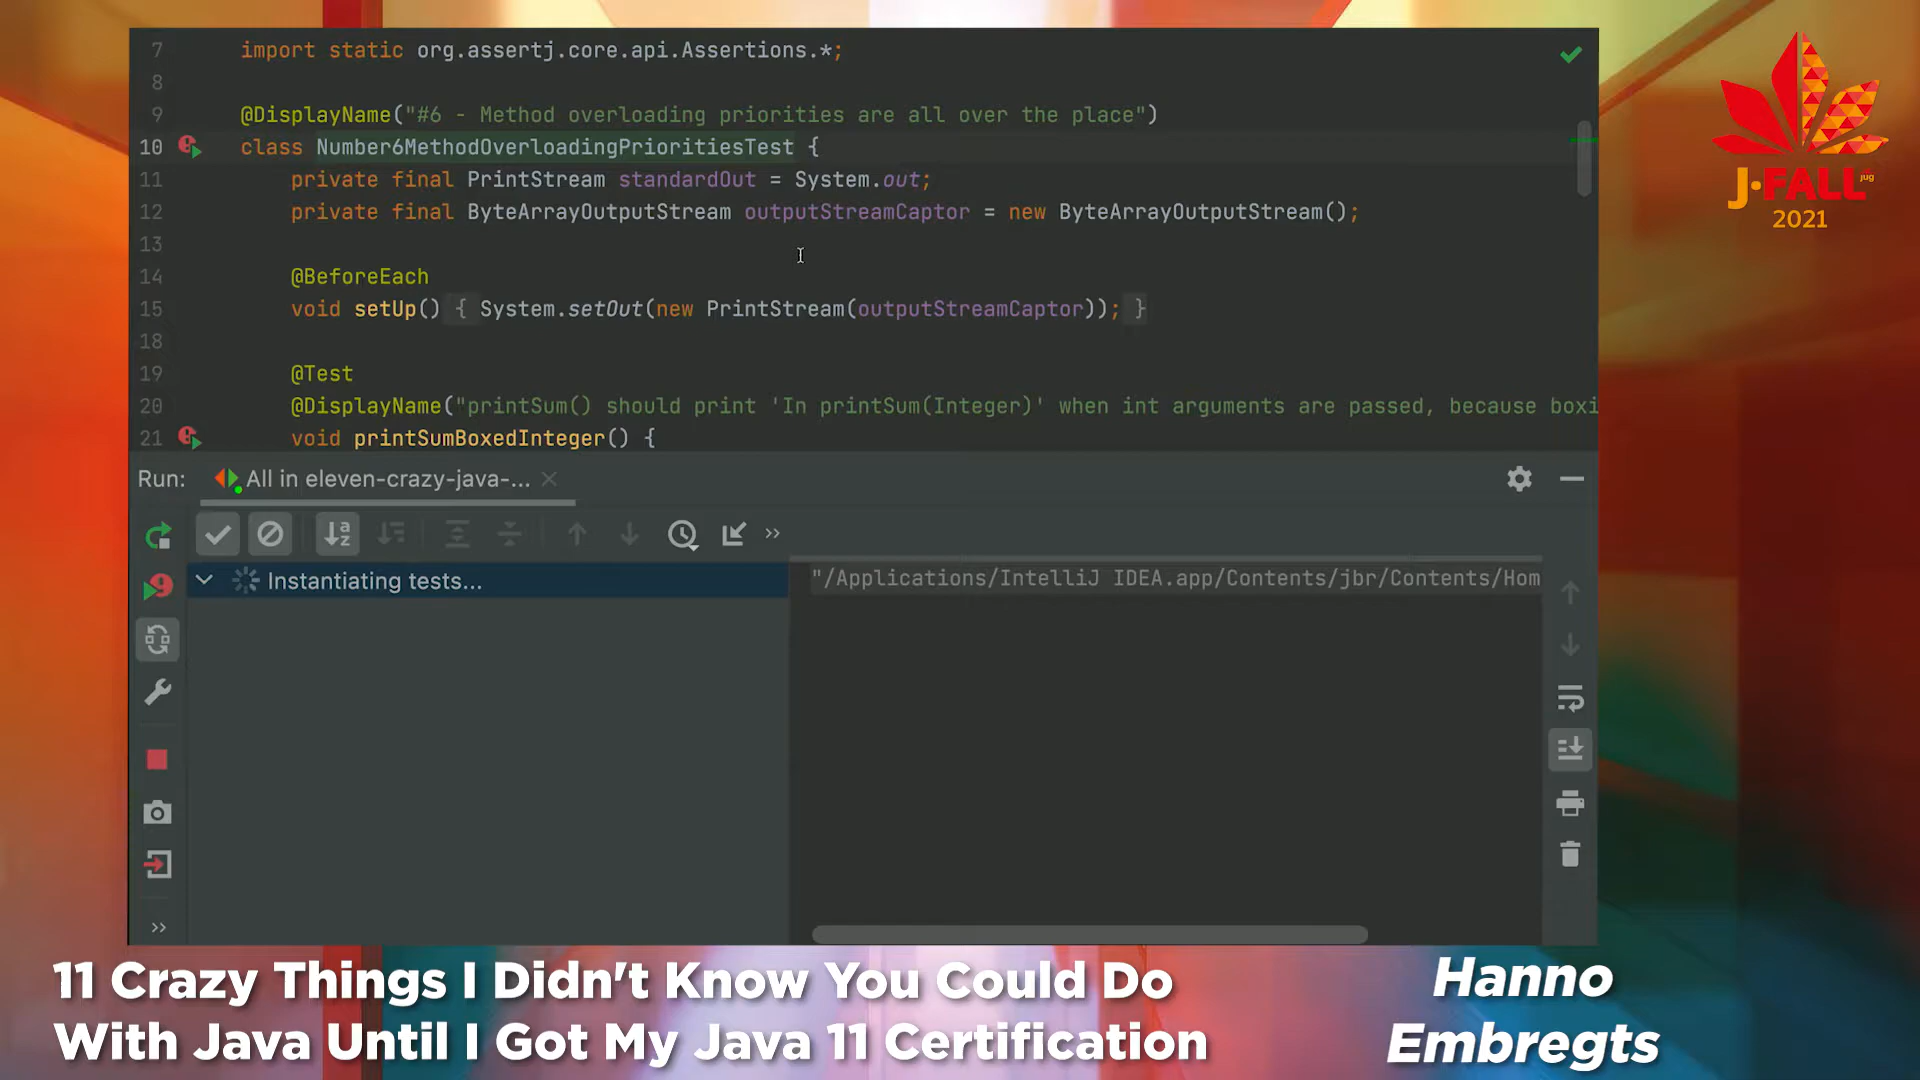 7 import static org.assertj.core.api.Assertions.*;
8
9 @DisplayName("#6 - Method overloading priorities are all over the place")
10 class Number6MethodOverloadingPrioritiesTest {
11 private final PrintStream standardOut = System.out;
12 private final ByteArrayOutputStream outputStreamCaptor = new ByteArrayOutputStream();
13
14 @BeforeEach
15 void setUp() { System.setOut(new PrintStream(outputStreamCaptor)); }
18
19 @Test
20 @DisplayName("printSum() should print 'In printSum(Integer)' when int arguments are passed, because boxi
21 void printSumBoxedInteger() {
J•FALL jug
2021
Run: All in eleven-crazy-java-...
Instantiating tests...
"/Applications/IntelliJ IDEA.app/Contents/jbr/Contents/Hom
11 Crazy Things I Didn't Know You Could Do
With Java Until I Got My Java 11 Certification
Hanno
Embregts